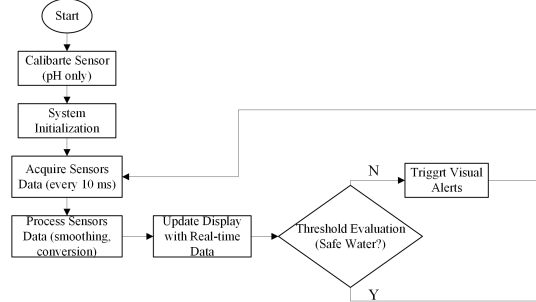 Start
Calibarte Sensor
(pH only)
System
Initialization
Acquire Sensors
Data (every 10 ms)
Process Sensors
Data (smoothing,
conversion)
Update Display
with Real-time
Data
Threshold Evaluation
(Safe Water?)
N
Triggrt Visual
Alerts
Y